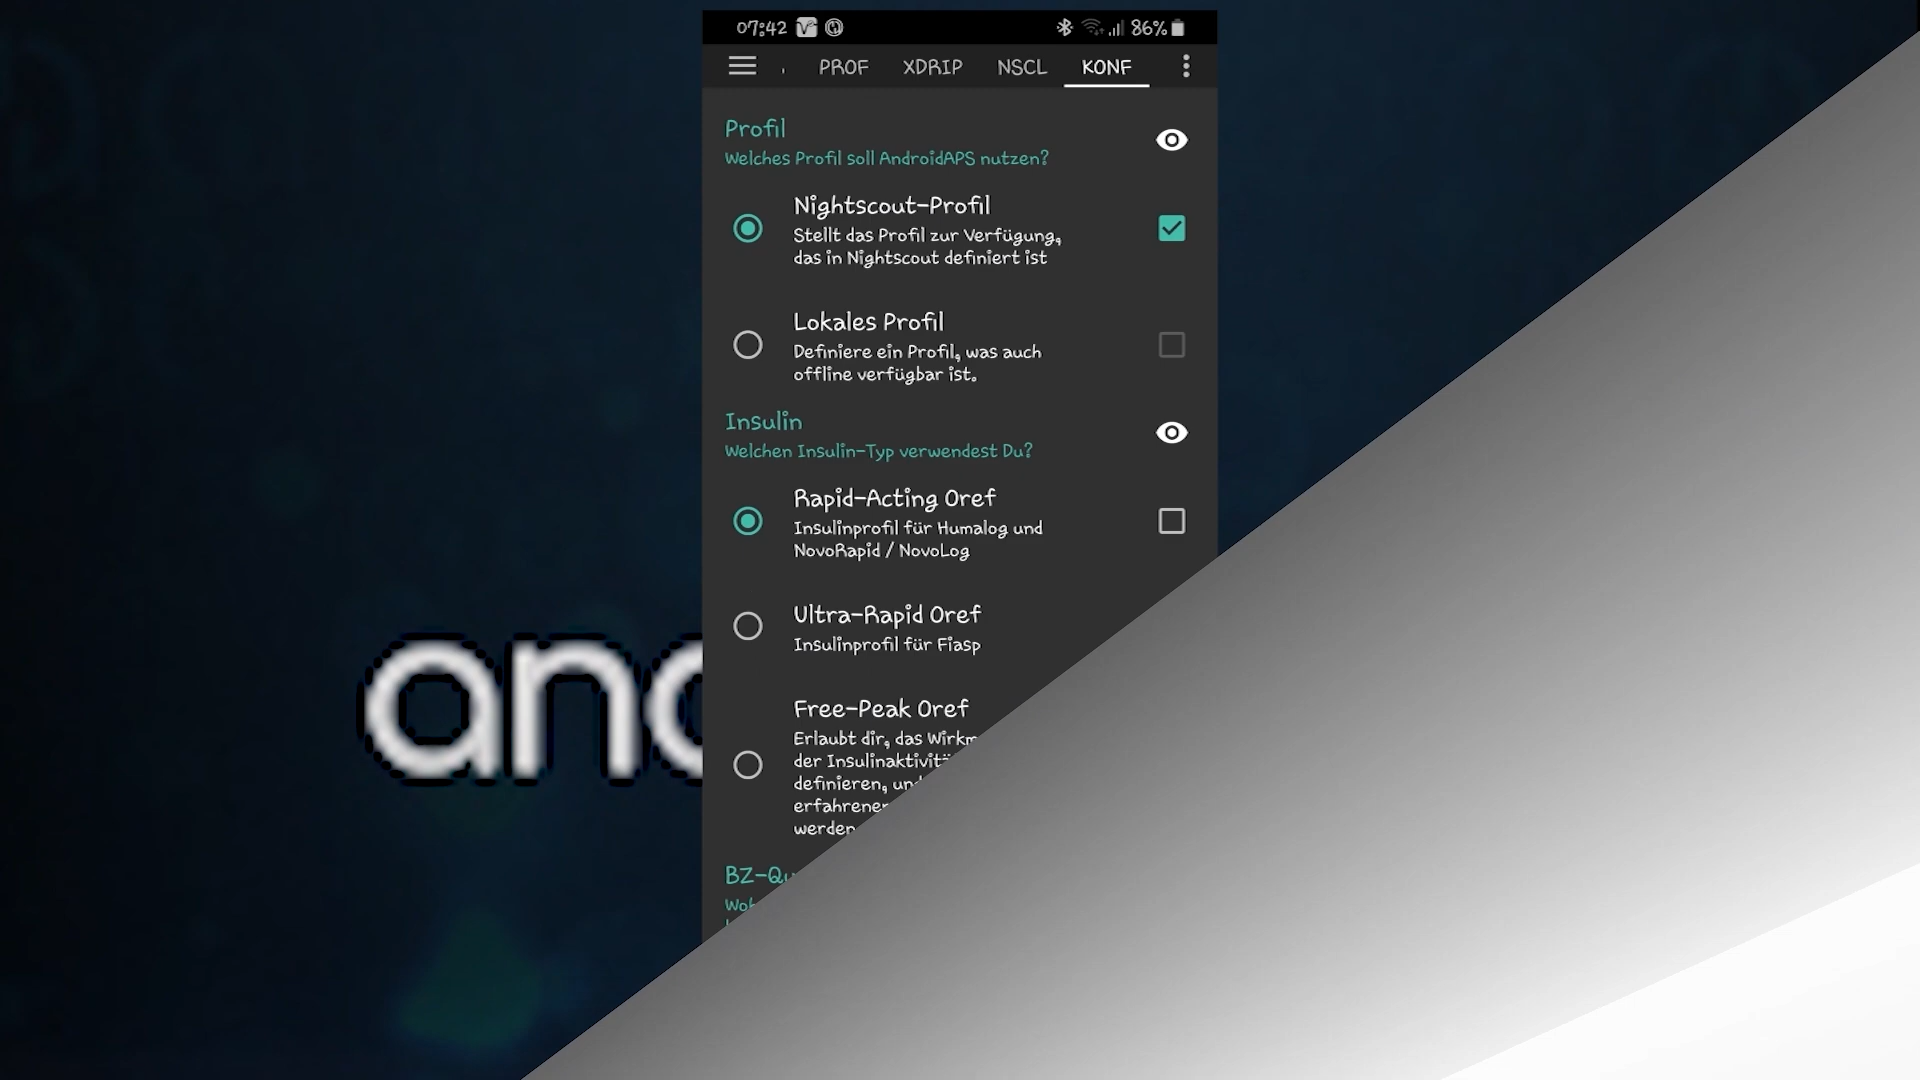 07:42 86%
PROF XDRIP NSCL KONF
Profil
Welches Profil soll AndroidAPS nutzen?
Nightscout-Profil
Stellt das Profil zur Verfügung,
das in Nightscout definiert ist
Lokales Profil
Definiere ein Profil, was auch
offline verfügbar ist.
Insulin
Welchen Insulin-Typ verwendest Du?
Rapid-Acting Oref
Insulinprofil für Humalog und
NovoRapid / NovoLog
Ultra-Rapid Oref
Insulinprofil für Fiasp
Free-Peak Oref
Erlaubt dir, das
der
definieren,
werden